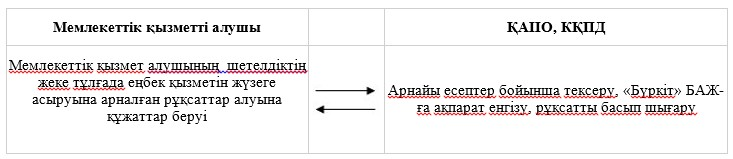 Мемлекеттік қызметті алушы
ҚАПО, КҚПД
Мемлекеттік қызмет алушының шетелдіктің
жеке тұлғада еңбек қызметін жүзеге
асыруына арналған рұқсаттар алуына
құжаттар беруі
Арнайы есептер бойынша тексеру, «Бүркіт» БАЖ-
ға ақпарат енгізу, рұқсатты басып шығару